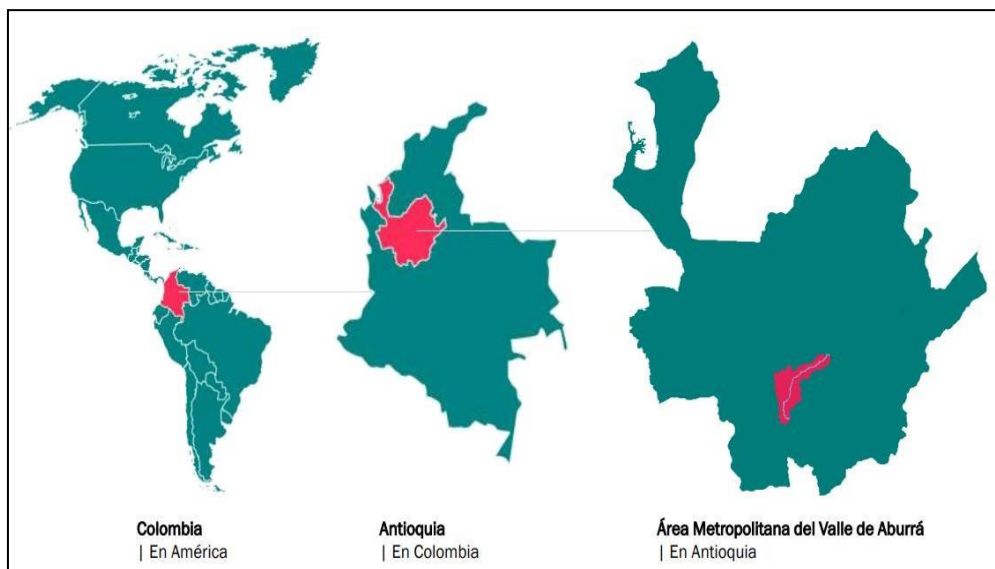 Colombia
| En América
Antioquia
| En Colombia
Área Metropolitana del Valle de Aburrá
| En Antioquia